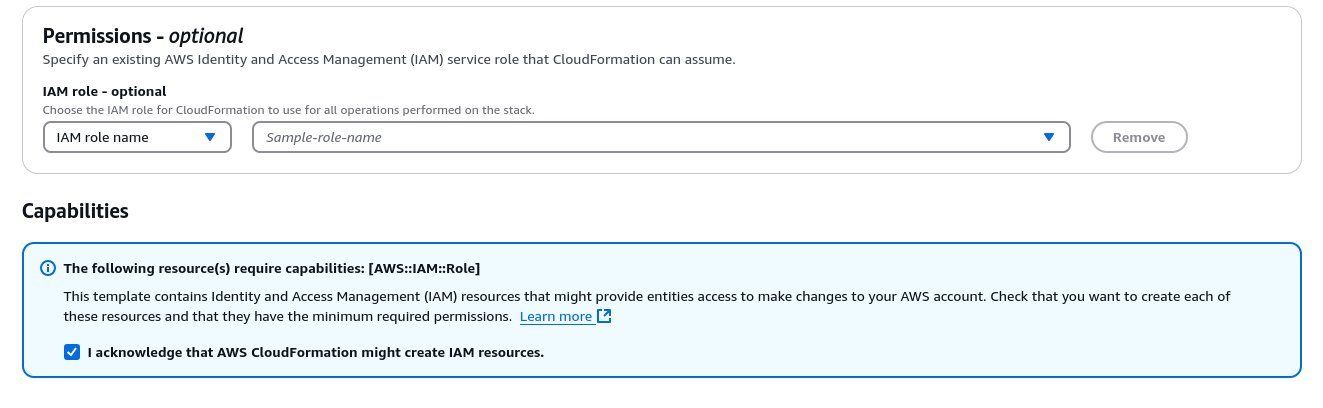 Permissions - optional
Specify an existing AWS Identity and Access Management (IAM) service role that CloudFormation can assume.
IAM role - optional
Choose the IAM role for CloudFormation to use for all operations performed on the stack.
IAM role name
Sample-role-name
Remove
Capabilities
The following resource(s) require capabilities: [AWS::IAM::Role]
This template contains Identity and Access Management (IAM) resources that might provide entities access to make changes to your AWS account. Check that you want to create each of
these resources and that they have the minimum required permissions. Learn more
I acknowledge that AWS CloudFormation might create IAM resources.